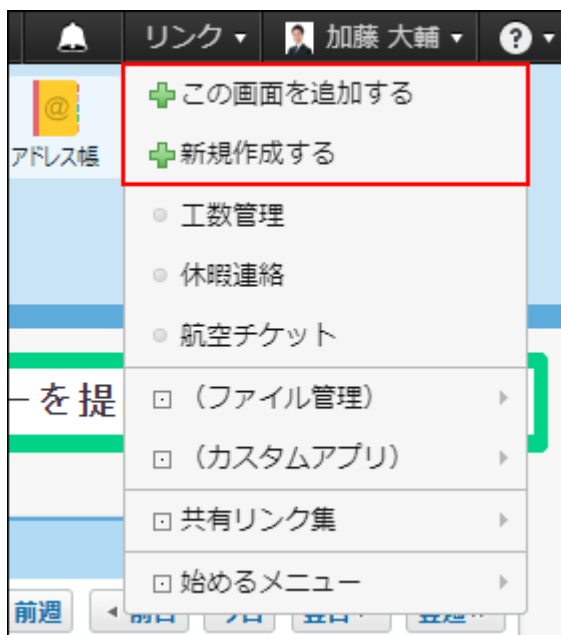 リンク 加藤 大輔 ?
この画面を追加する
@
アドレス帳
新規作成する
工数管理
休暇連絡
航空チケット
ーを提
(ファイル管理)
(カスタムアプリ)
共有リンク集
始めるメニュー
前週